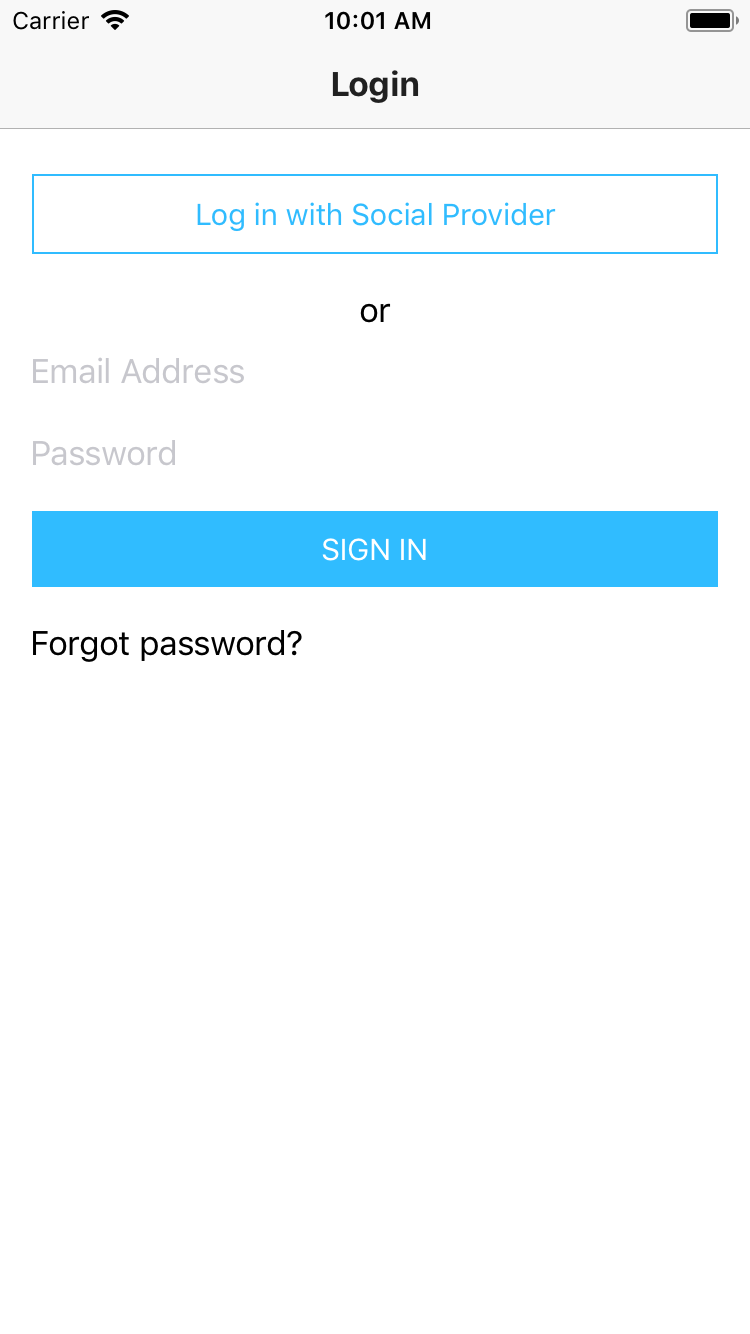 Carrier 10:01 AM
Login
Log in with Social Provider
or
Email Address
Password
SIGN IN
Forgot password?